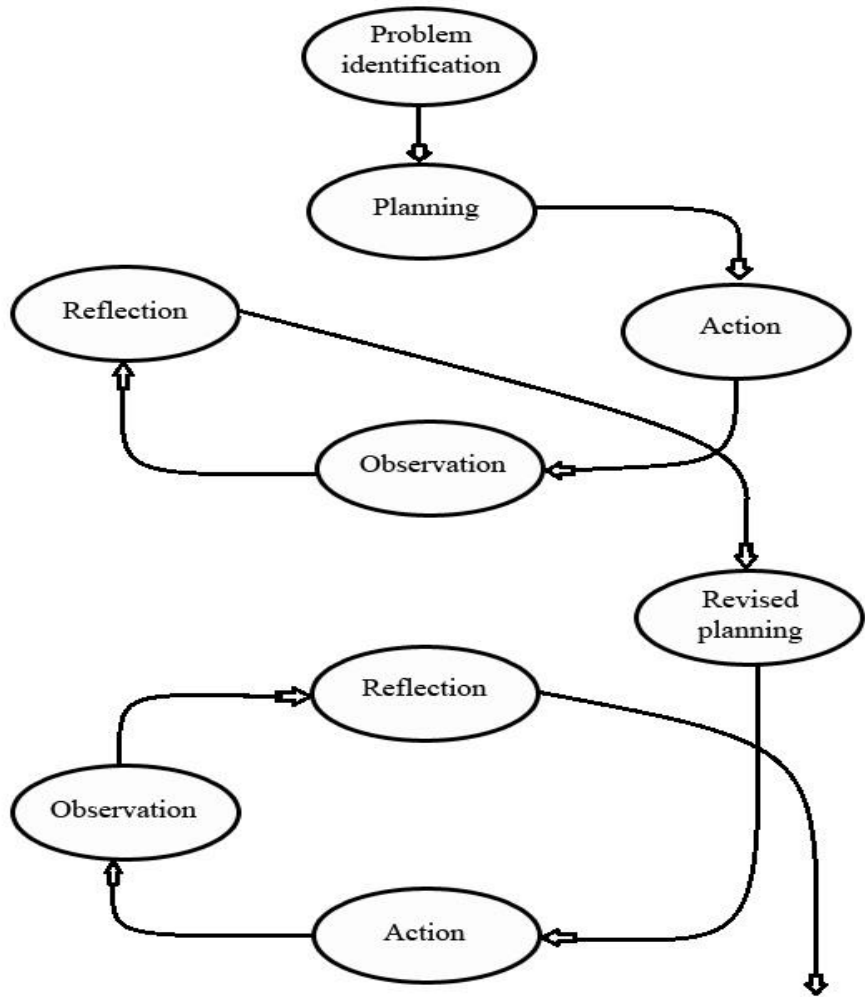 Problem
identification
Planning
Action
Observation
Reflection
Revised
planning
Action
Observation
Reflection